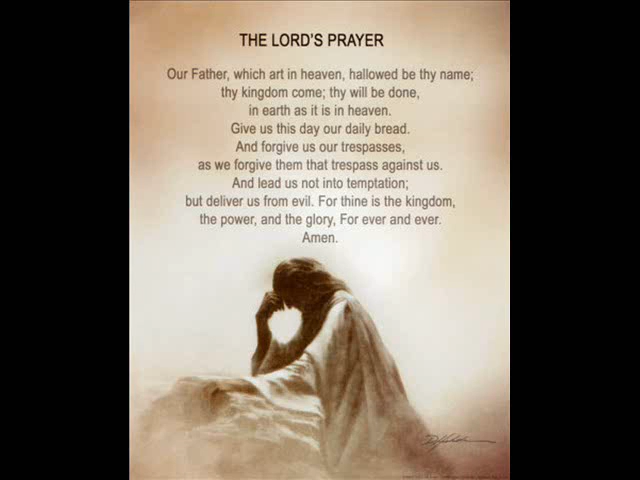 THE LORD'S PRAYER
Our Father, which art in heaven, hallowed be thy name;
thy kingdom come; thy will be done,
in earth as it is in heaven.
Give us this day our daily bread.
And forgive us our trespasses,
as we forgive them that trespass against us.
And lead us not into temptation;
but deliver us from evil. For thine is the kingdom,
the power, and the glory, For ever and ever.
Amen.